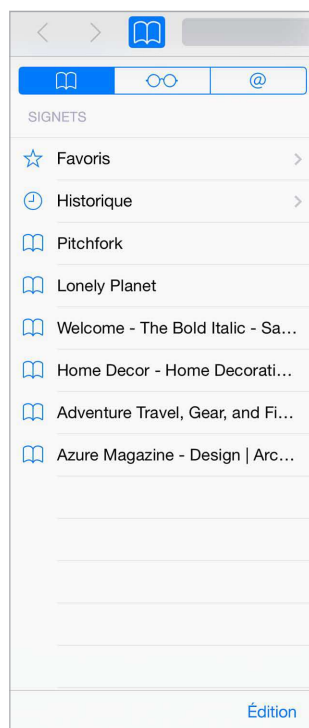 @
SIGNETS
Favoris
Historique
Pitchfork
Lonely Planet
Welcome - The Bold Italic - Sa...
Home Decor - Home Decorati...
Adventure Travel, Gear, and Fi...
Azure Magazine - Design | Arc...
Édition